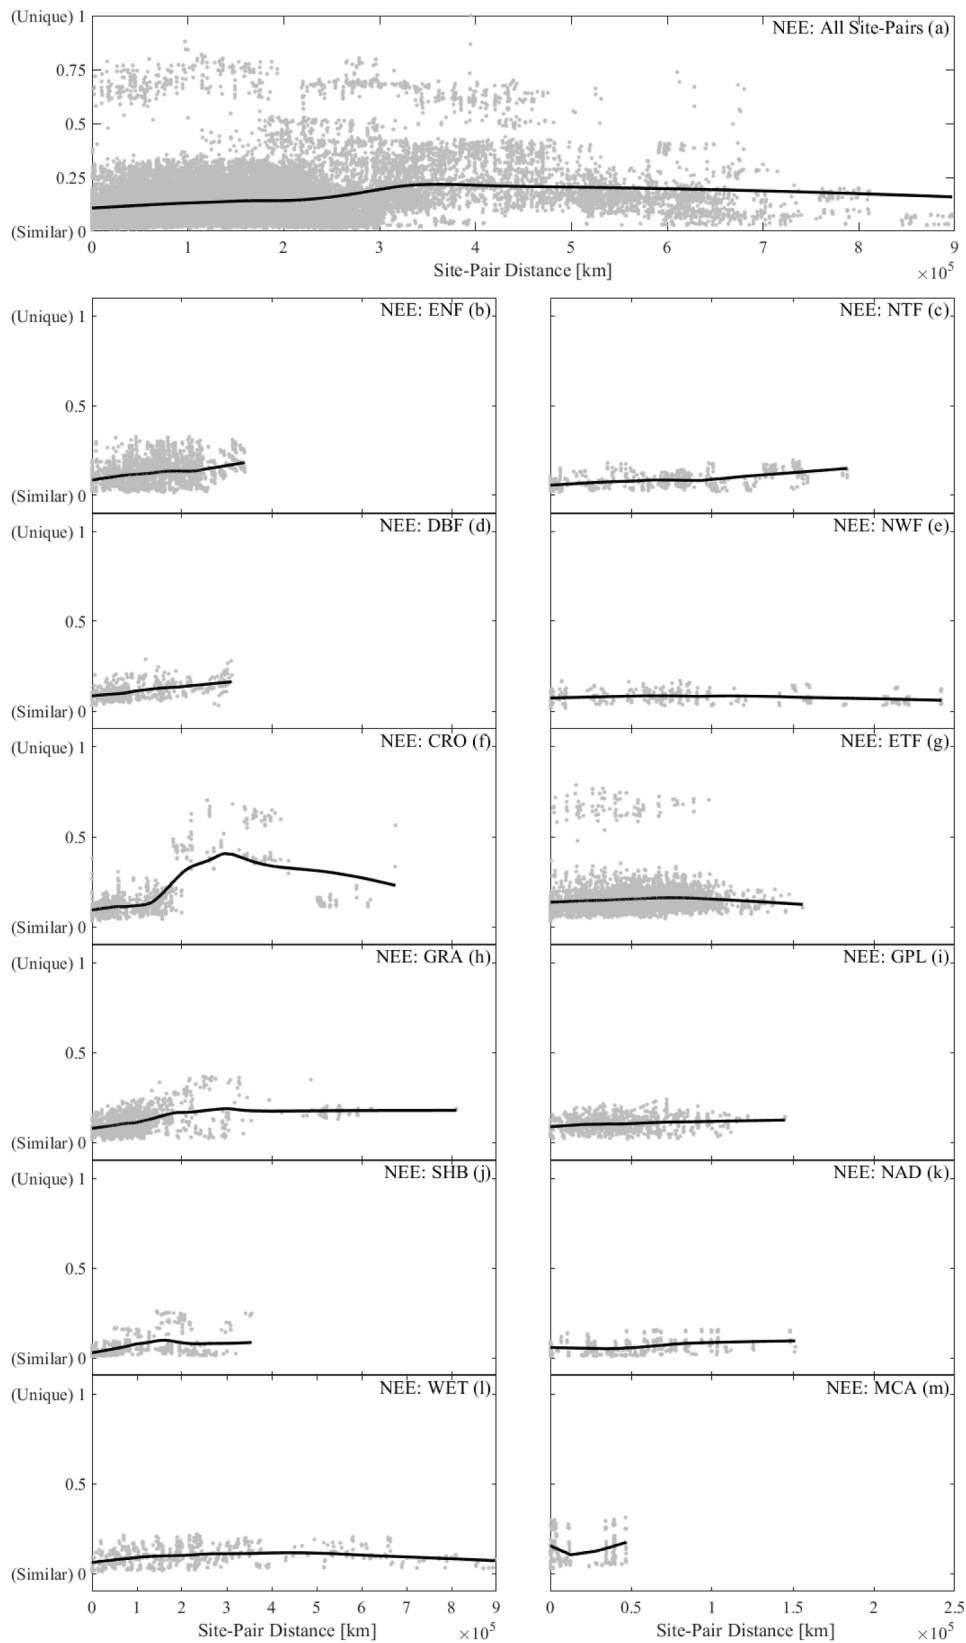 (Unique) 1
0.75
0.5
0.25
(Similar) 0
NEE: All Site-Pairs (a)
0 1 2 3 4 5 6 7 8 9
Site-Pair Distance [km]
×10⁵
(Unique) 1
0.5
(Similar) 0
NEE: ENF (b)
NEE: NTF (c)
(Unique) 1
0.5
(Similar) 0
NEE: DBF (d)
NEE: NWF (e)
(Unique) 1
0.5
(Similar) 0
NEE: CRO (f)
NEE: ETF (g)
(Unique) 1
0.5
(Similar) 0
NEE: GRA (h)
NEE: GPL (i)
(Unique) 1
0.5
(Similar) 0
NEE: SHB (j)
NEE: NAD (k)
(Unique) 1
0.5
(Similar) 0
NEE: WET (l)
NEE: MCA (m)
0 1 2 3 4 5 6 7 8 9
Site-Pair Distance [km]
×10⁵
0 0.5 1 1.5 2 2.5
Site-Pair Distance [km]
×10⁵